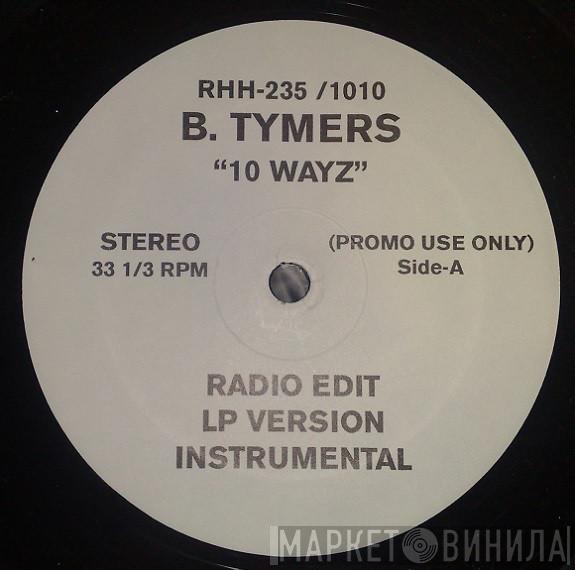 RHH-235 /1010
B. TYMERS
“10 WAYZ”
STEREO
33 1/3 RPM
(PROMO USE ONLY)
Side-A
RADIO EDIT
LP VERSION
INSTRUMENTAL
МАРКЕТ ВИНИЛА